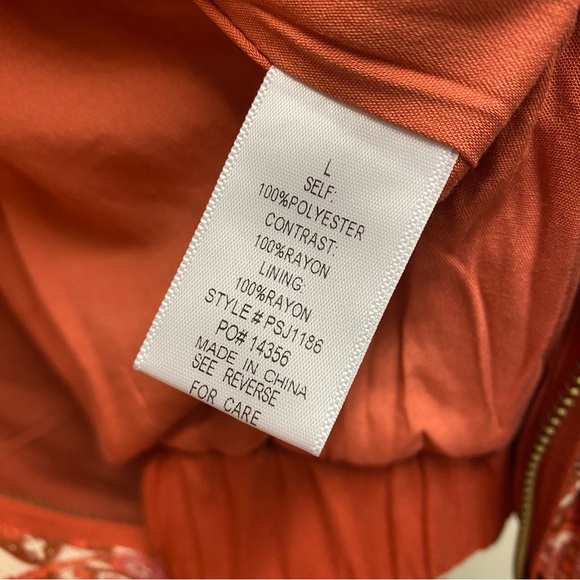 L
SELF:
100%POLYESTER
CONTRAST:
100%RAYON
LINING:
100%RAYON
STYLE # PSJ1186
PO# 14356
MADE IN CHINA
SEE REVERSE
FOR CARE